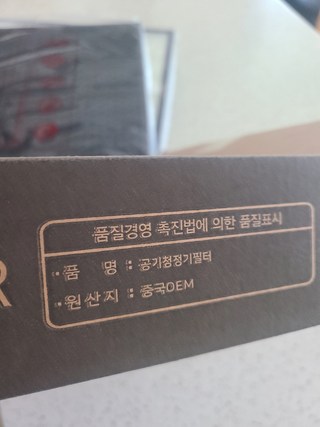 품질경영 촉진법에 의한 품질표시
· 품 명 : 공기청정기필터
· 원산지 : 중국OEM
R